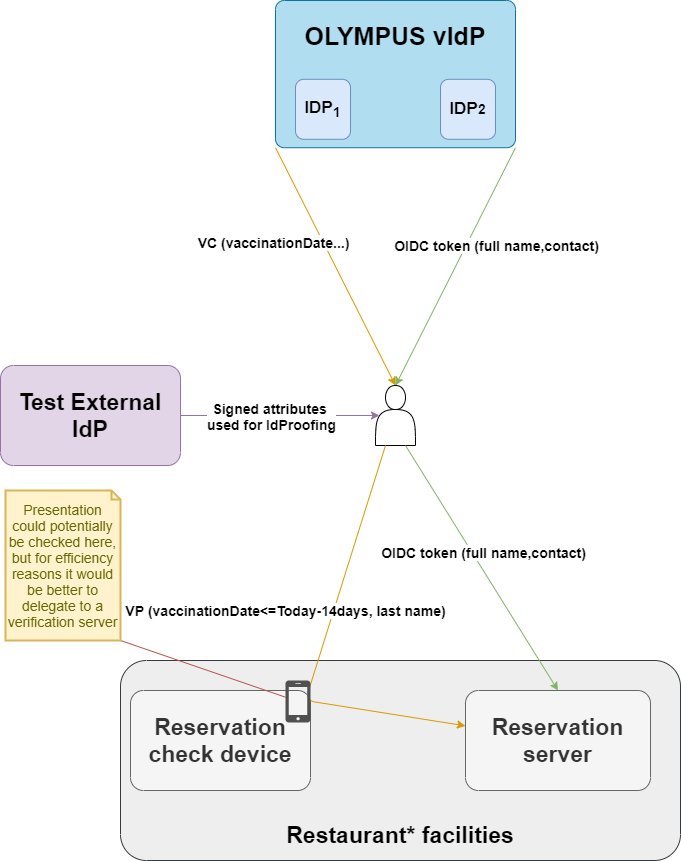 OLYMPUS vIdP
IDP1
IDP2
VC (vaccinationDate...)
OIDC token (full name,contact)
Test External
IdP
Signed attributes
used for IdProofing
OIDC token (full name,contact)
Presentation
could potentially
be checked here,
but for efficiency
reasons it would
be better to
delegate to a
verification server
VP (vaccinationDate<=Today-14days, last name)
Reservation
check device
Reservation
server
Restaurant* facilities